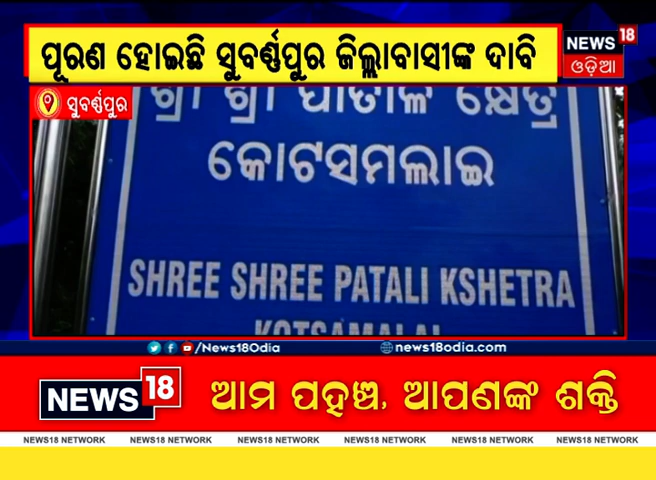 ପୂରଣ ହୋଇଛି ସୁବର୍ଣ୍ଣପୁର ଜିଲ୍ଲାବାସୀଙ୍କ ଦାବି
NEWS18
ଓଡ଼ିଆ
ସୁବର୍ଣ୍ଣପୁର
ଶ୍ରୀ ଶ୍ରୀ ପାତାଳି କ୍ଷେତ୍ର
କୋଟସମଲାଇ
SHREE SHREE PATALI KSHETRA
KOTSAMALAI
/News18Odia news18odia.com
NEWS18 ଆମ ପହଞ୍ଚ, ଆପଣଙ୍କ ଶକ୍ତି
NEWS18 NETWORK NEWS18 NETWORK NEWS18 NETWORK NEWS18 NETWORK NEWS18 NETWORK NEWS18 NETWORK